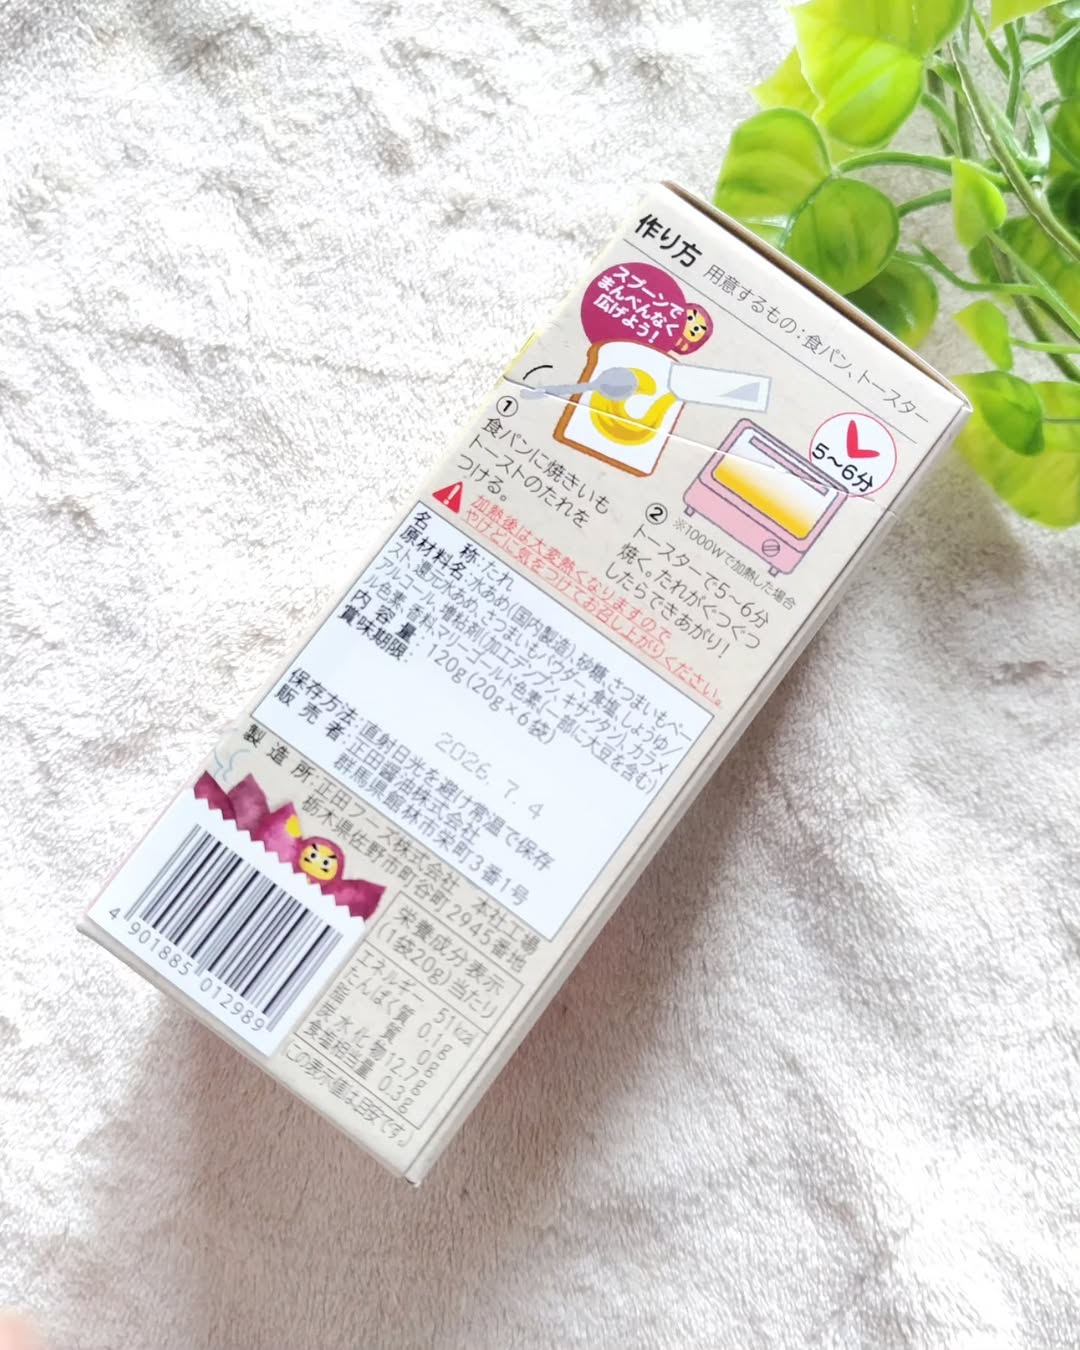 作り方 用意するもの：食パン、トースター
スプーンで
まんべんなく
広げよう！
5～6分
①
食パンに焼きいも
トーストのたれを
つける。
② ※1000Wで加熱した場合
トースターで5～6分
焼く。たれがぐつぐつ
したらできあがり！
加熱後は大変熱くなりますので
やけどに気をつけてお召し上がりください。
名称：たれ
原材料名：水あめ(国内製造)、砂糖、さつまいもペー
スト、還元水あめ、さつまいもパウダー、食塩、しょうゆ／
アルコール、増粘剤(加工デンプン、キサンタン)、カラメ
ル色素、香料、マリーゴールド色素、(一部に大豆を含む)
内容量：120g(20g×6袋)
賞味期限：
2026. 7. 4
保存方法：直射日光を避け常温で保存
販売者：正田醤油株式会社
群馬県館林市栄町3番1号
製造所：正田フーズ株式会社 本社工場
栃木県佐野市町谷町2945番地
栄養成分表示
(1袋20g)当たり
エネルギー 51kcal
たんぱく質 0.1g
脂質 0g
炭水化物 12.7g
食塩相当量 0.3g
この表示値は目安です。
4 901885 012989